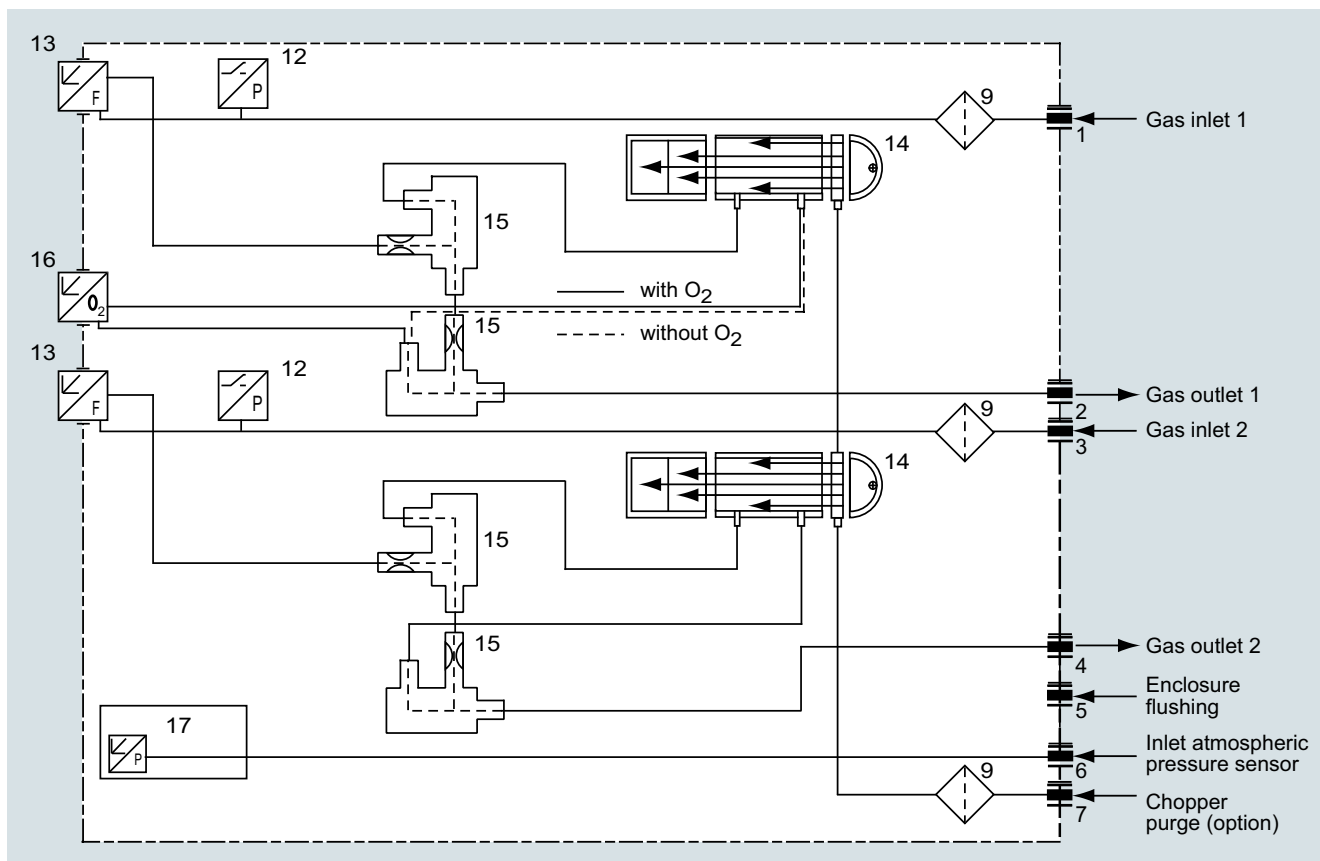 13
12
F
P
9
Gas inlet 1
1
14
15
16
O2
with O2
15
without O2
13
12
F
P
9
2
Gas outlet 1
3
Gas inlet 2
14
15
15
4
Gas outlet 2
Enclosure
flushing
5
17
P
Inlet atmospheric
pressure sensor
6
9
7
Chopper
purge (option)